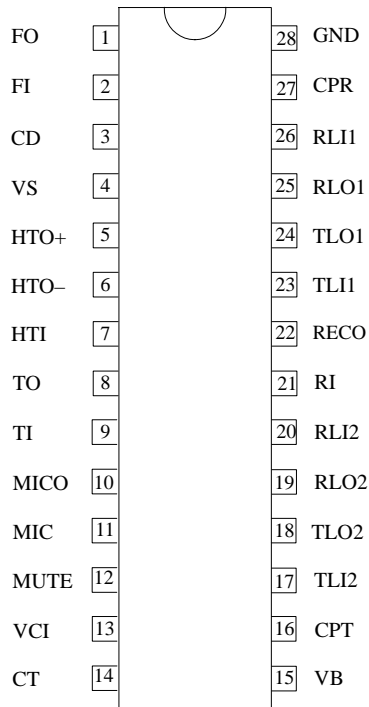 FO 1 28 GND
FI 2 27 CPR
CD 3 26 RLI1
VS 4 25 RLO1
HTO+ 5 24 TLO1
HTO– 6 23 TLI1
HTI 7 22 RECO
TO 8 21 RI
TI 9 20 RLI2
MICO 10 19 RLO2
MIC 11 18 TLO2
MUTE 12 17 TLI2
VCI 13 16 CPT
CT 14 15 VB